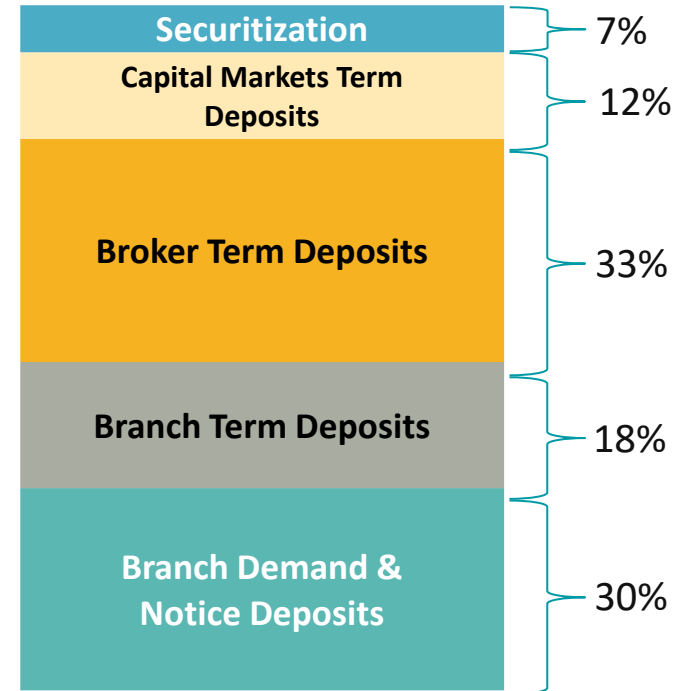 Securitization
7%
Capital Markets Term
Deposits
12%
Broker Term Deposits
33%
Branch Term Deposits
18%
Branch Demand &
Notice Deposits
30%